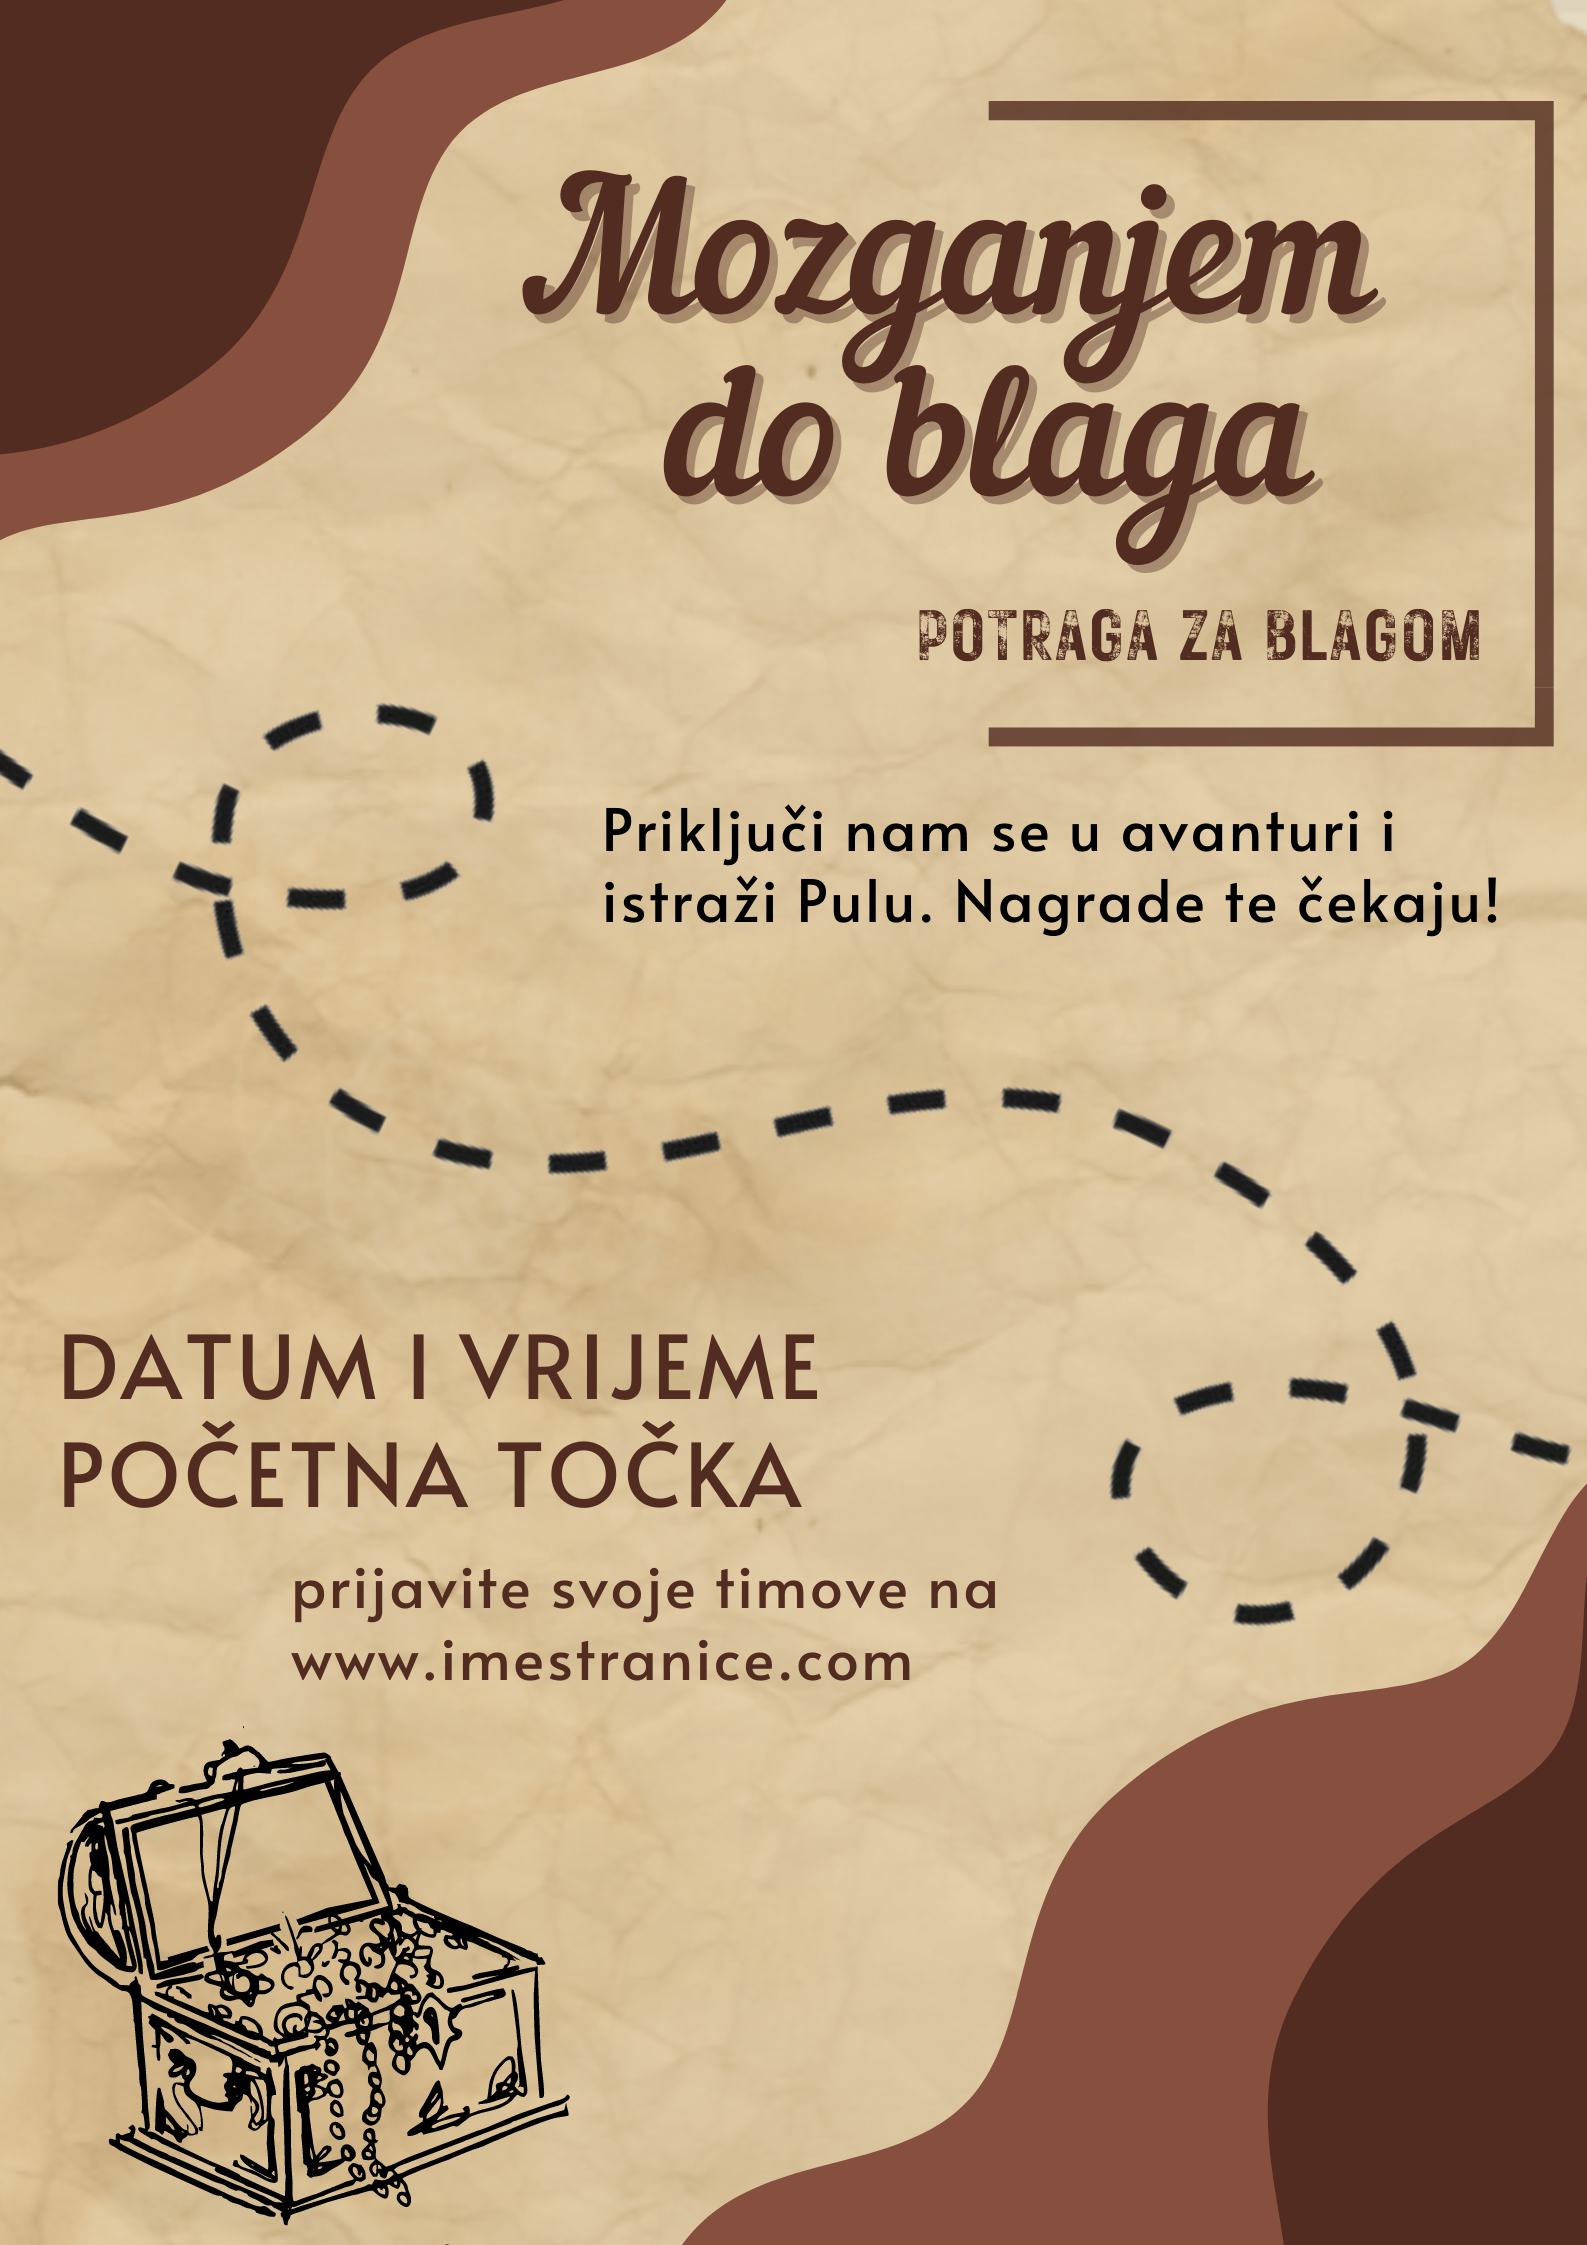 Mozganjem
do blaga
POTRAGA ZA BLAGOM
Priključi nam se u avanturi i
istraži Pulu. Nagrade te čekaju!
DATUM I VRIJEME
POČETNA TOČKA
prijavite svoje timove na
www.imestranice.com